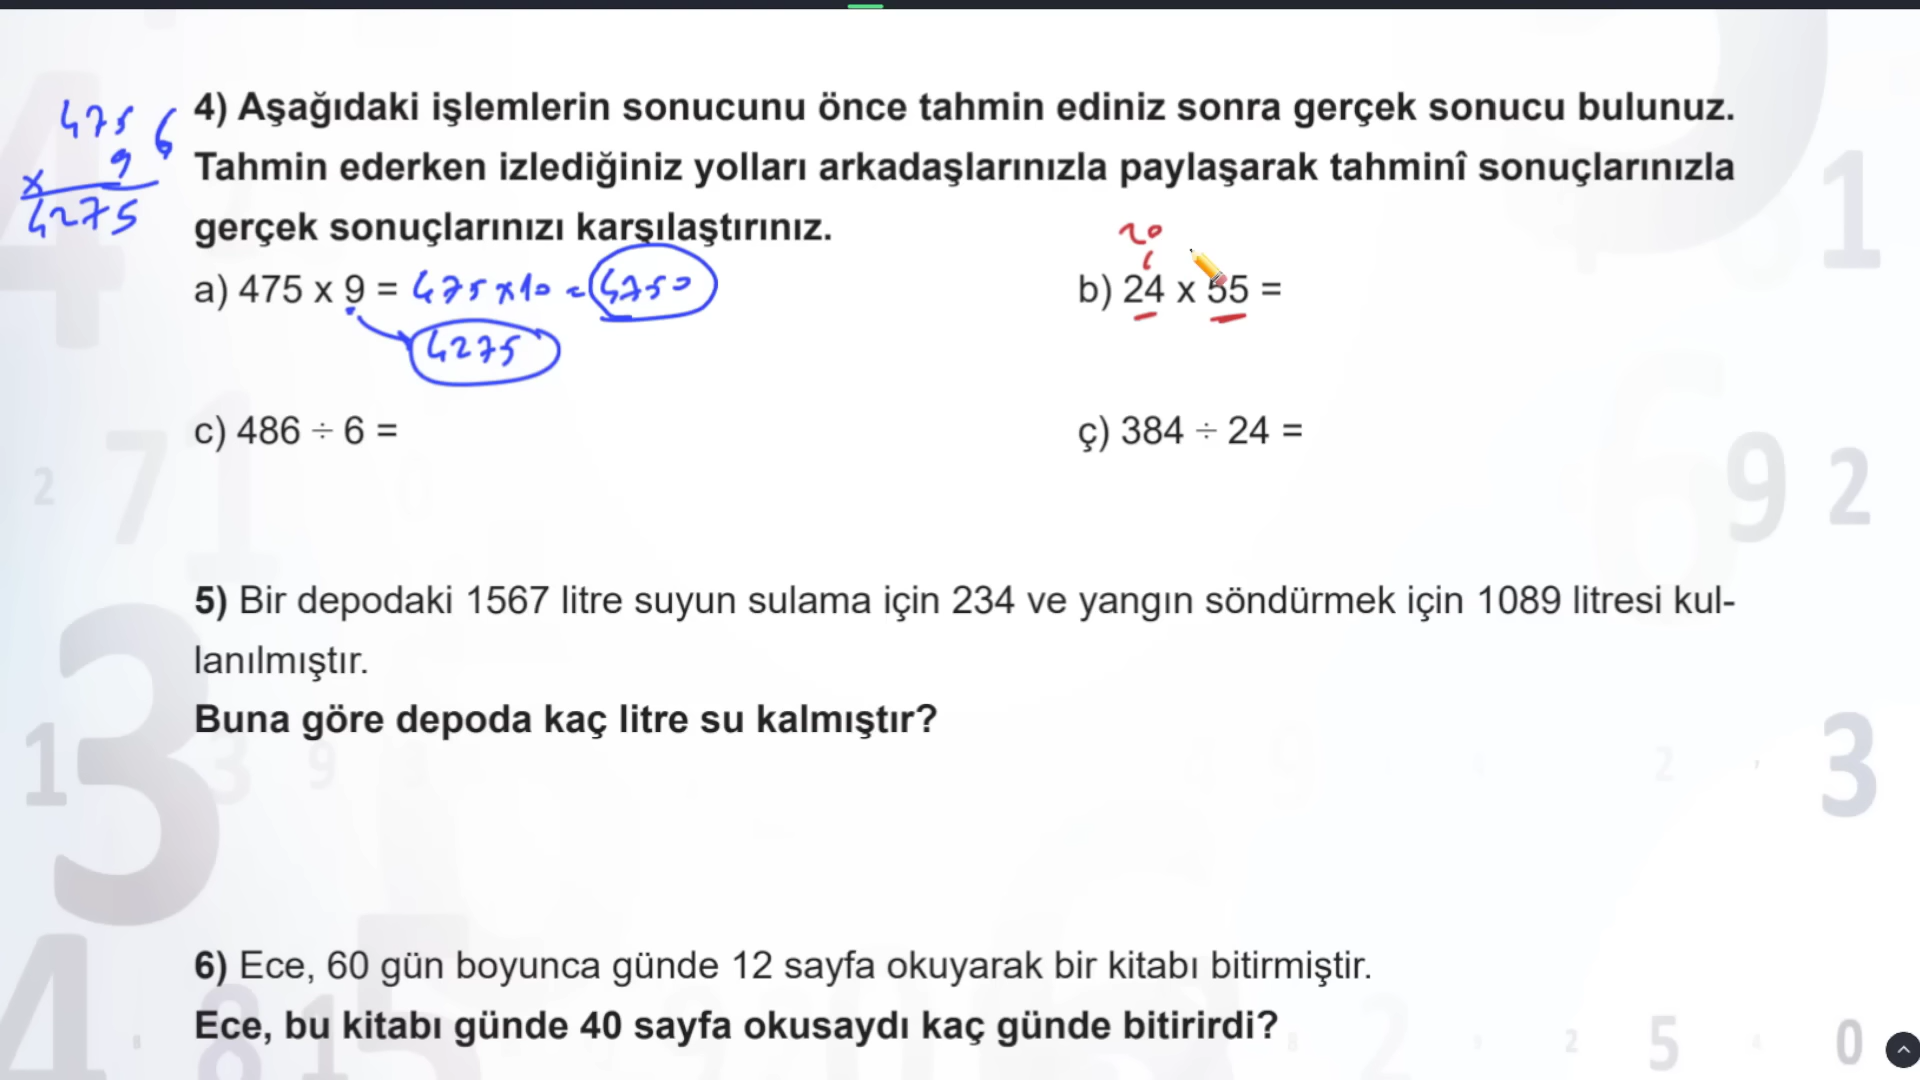 475 6
x 9
4275
4) Aşağıdaki işlemlerin sonucunu önce tahmin ediniz sonra gerçek sonucu bulunuz.
Tahmin ederken izlediğiniz yolları arkadaşlarınızla paylaşarak tahminî sonuçlarınızla
gerçek sonuçlarınızı karşılaştırınız.
a) 475 x 9 = 475x10 = 4750
4275
20
b) 24 x 55 =
c) 486 ÷ 6 =
ç) 384 ÷ 24 =
5) Bir depodaki 1567 litre suyun sulama için 234 ve yangın söndürmek için 1089 litresi kul-
lanılmıştır.
Buna göre depoda kaç litre su kalmıştır?
6) Ece, 60 gün boyunca günde 12 sayfa okuyarak bir kitabı bitirmiştir.
Ece, bu kitabı günde 40 sayfa okusaydı kaç günde bitirirdi?